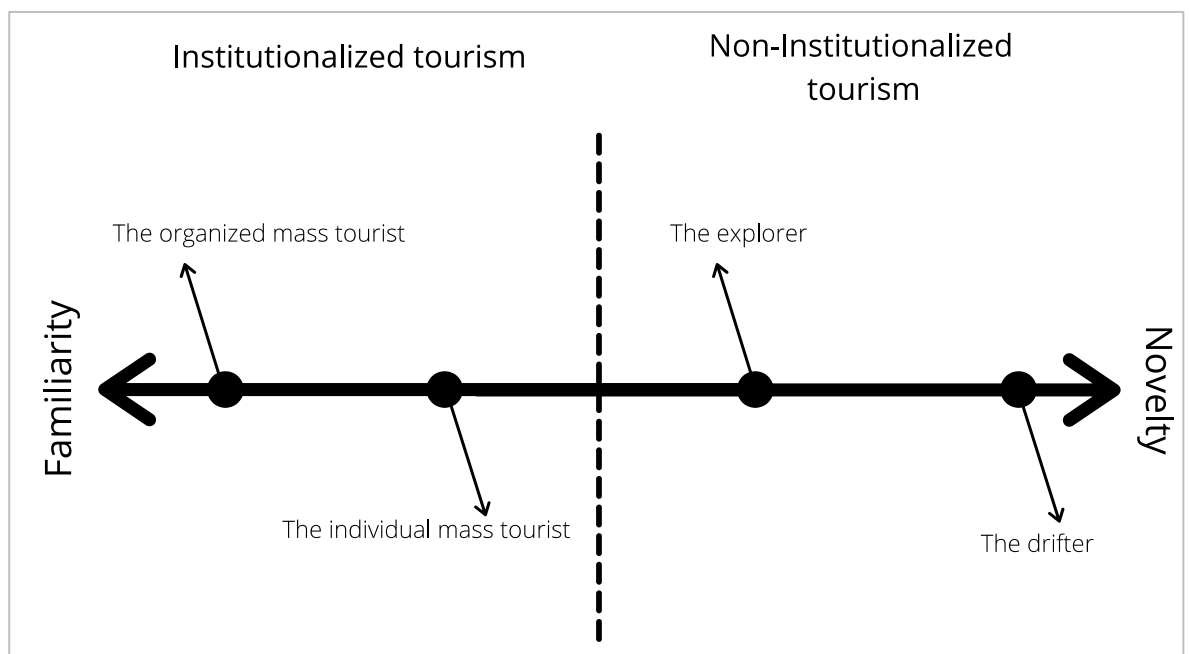 Institutionalized tourism
Non-Institutionalized
tourism
The organized mass tourist
The explorer
Familiarity
Novelty
The individual mass tourist
The drifter